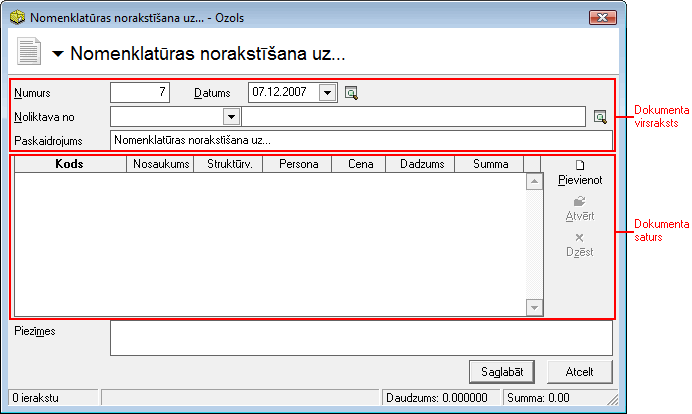 Nomenklatūras norakstīšana uz... - Ozols
Nomenklatūras norakstīšana uz...
Numurs 7 Datums 07.12.2007
Noliktava no
Paskaidrojums Nomenklatūras norakstīšana uz...
Dokumenta
virsraksts
Kods Nosaukums Struktūrv. Persona Cena Dadzums Summa
Pievienot
Atvērt
Dzēst
Dokumenta
saturs
Piezīmes
Saglabāt Atcelt
0 ierakstu Daudzums: 0.000000 Summa: 0.00